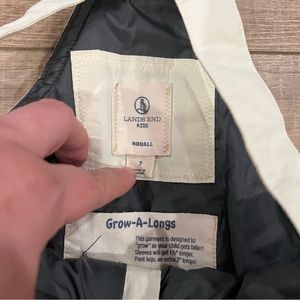 LANDS' END
KIDS
SQUALL
7
Grow-A-Longs
This garment is designed to
"grow" as your child gets taller!
Sleeves will get 1½" longer.
Pant legs, an extra 2" longer.